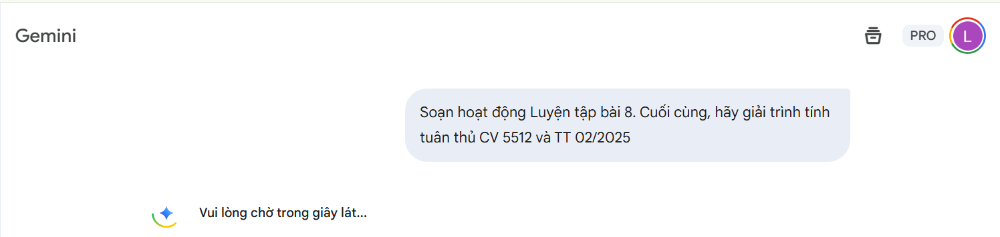 Gemini
PRO
L
Soạn hoạt động Luyện tập bài 8. Cuối cùng, hãy giải trình tính
tuân thủ CV 5512 và TT 02/2025
Vui lòng chờ trong giây lát...